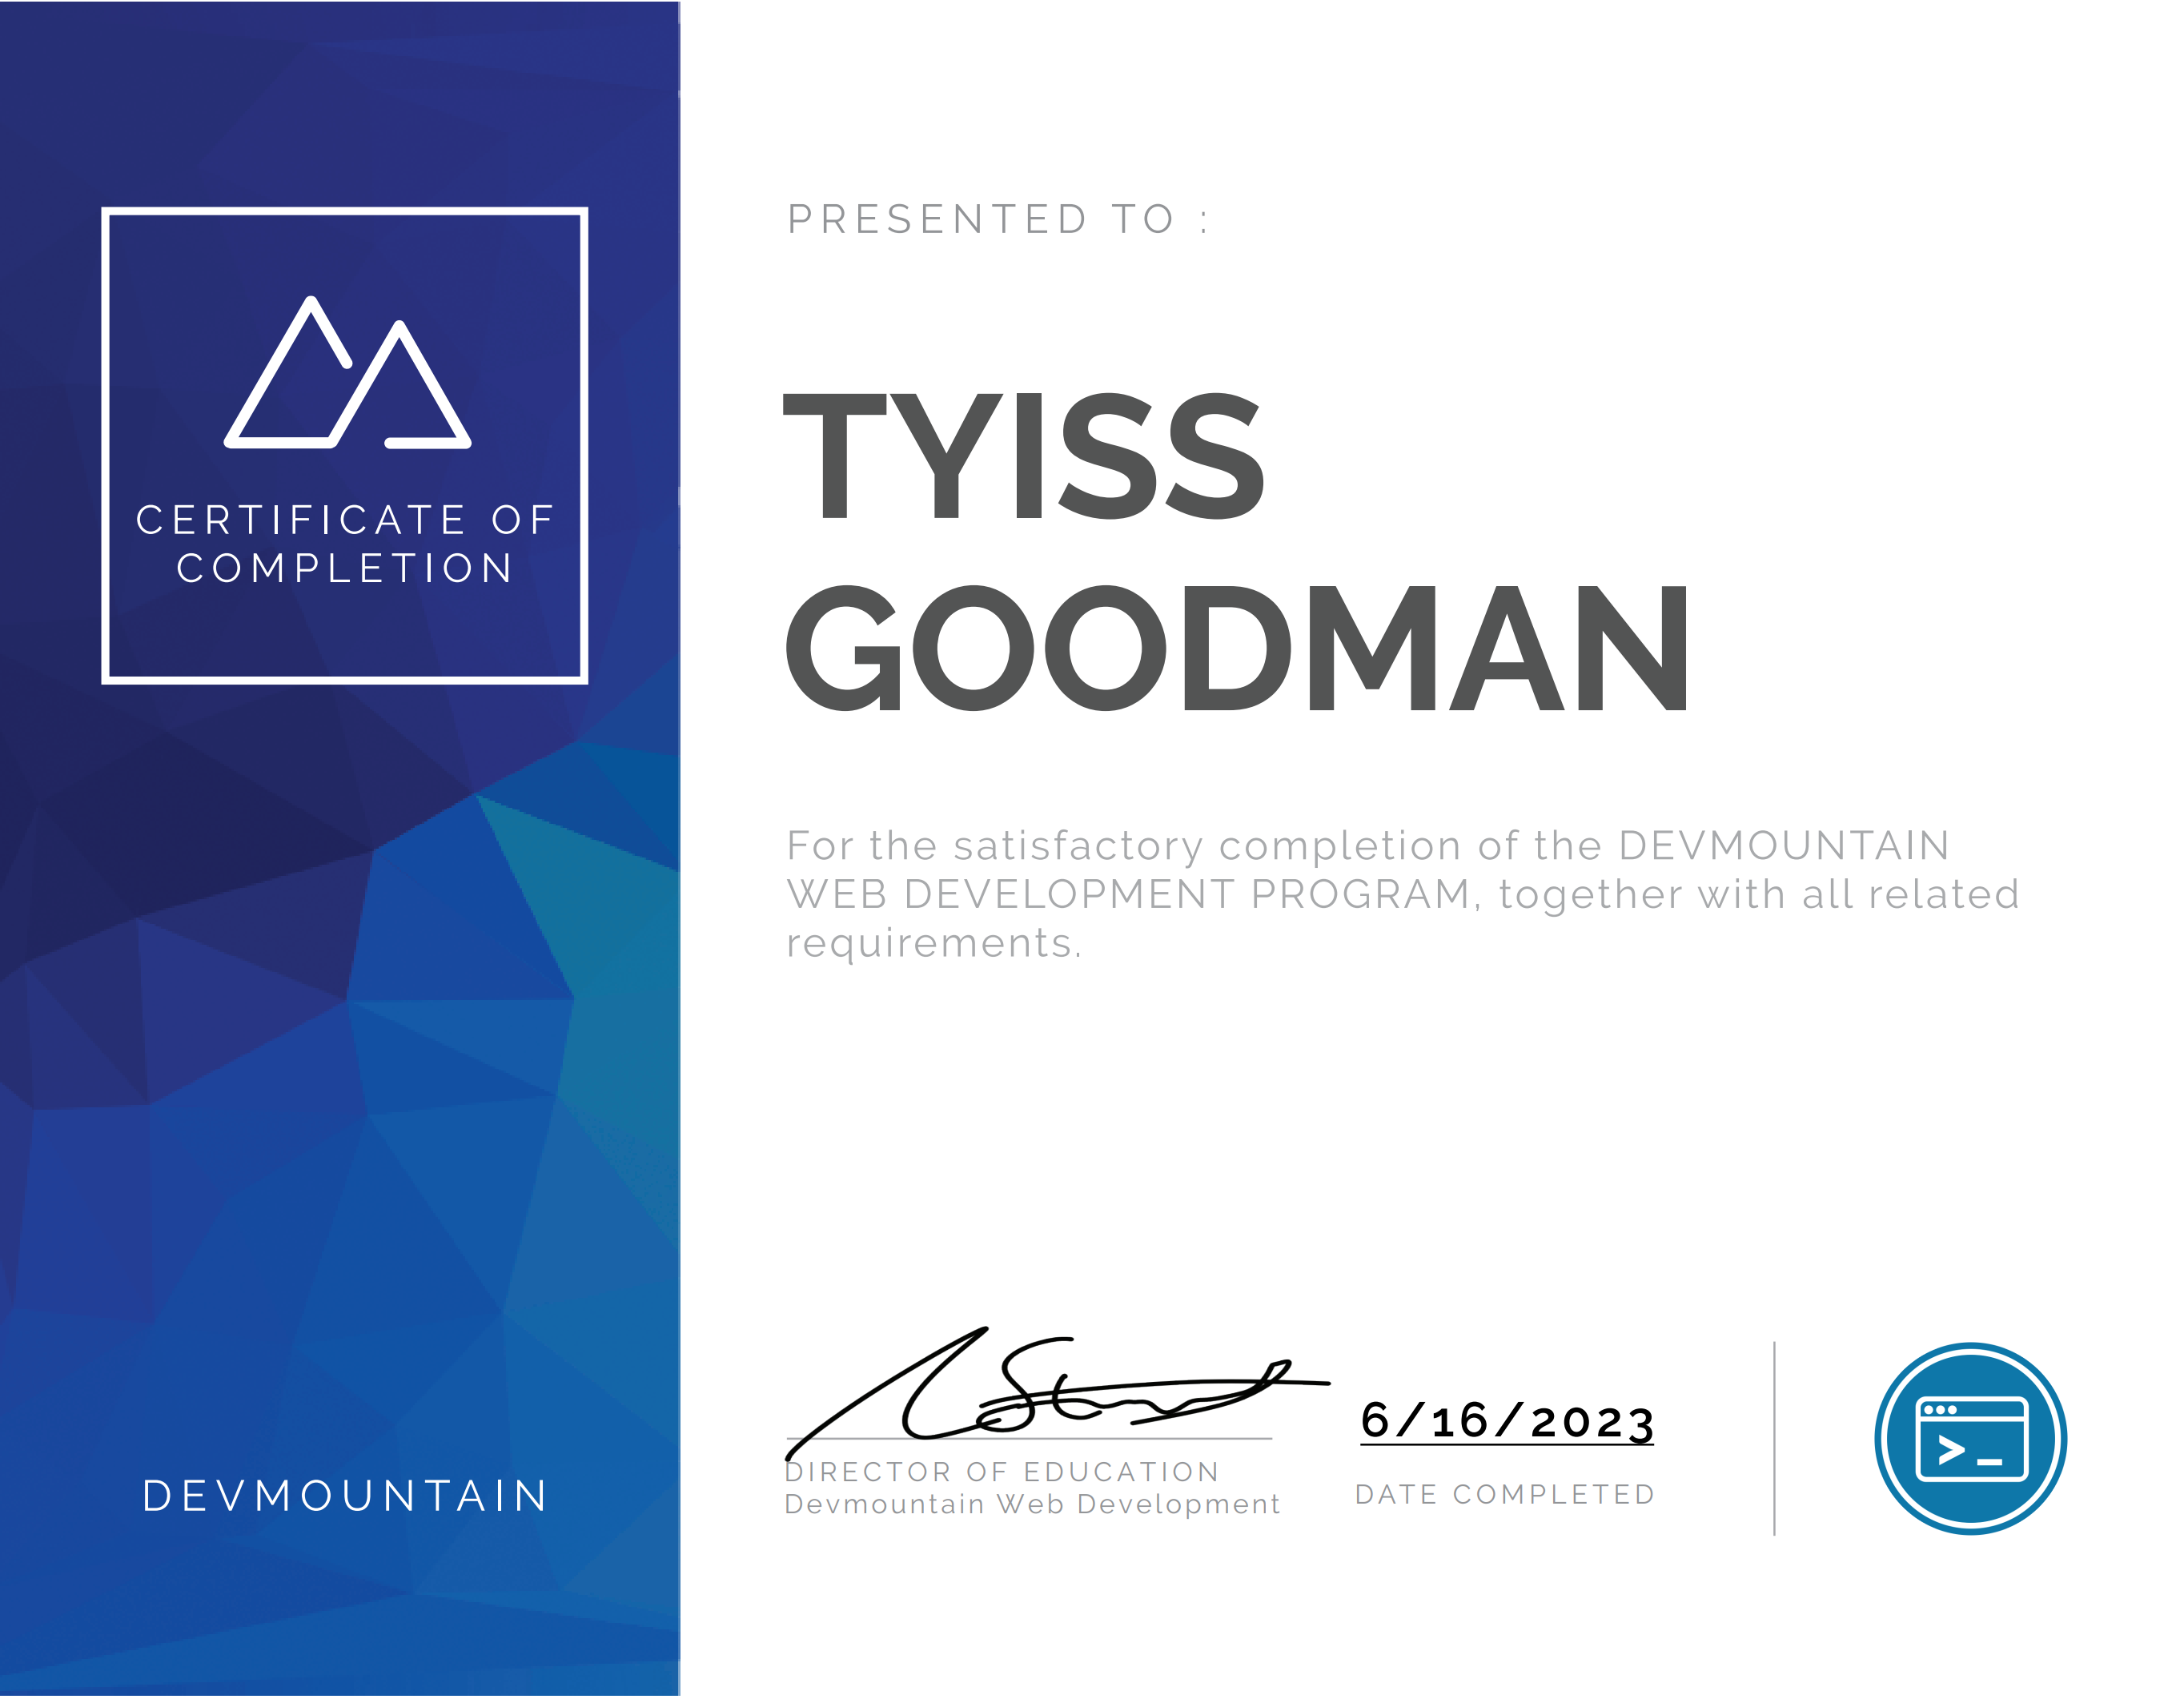 CERTIFICATE OF
COMPLETION
DEVMOUNTAIN
PRESENTED TO :
TYISS
GOODMAN
For the satisfactory completion of the DEVMOUNTAIN
WEB DEVELOPMENT PROGRAM, together with all related
requirements.
DIRECTOR OF EDUCATION
Devmountain Web Development
6/16/2023
DATE COMPLETED
>_